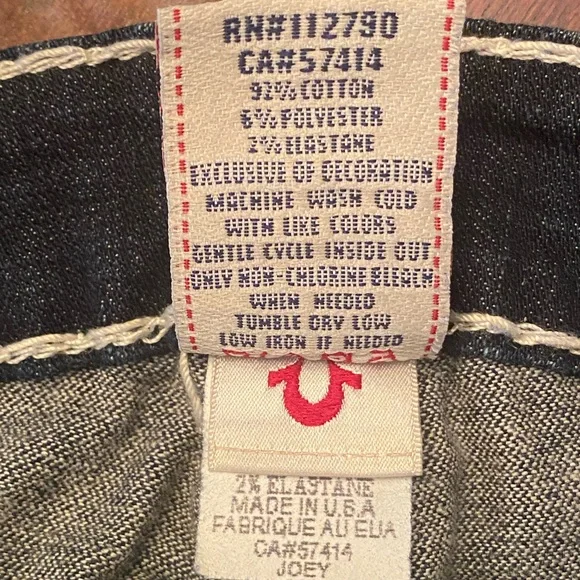 RN#112790
CA#57414
92% COTTON
6% POLYESTER
2% ELASTANE
EXCLUSIVE OF DECORATION
MACHINE WASH COLD
WITH LIKE COLORS
GENTLE CYCLE INSIDE OUT
ONLY NON-CHLORINE BLEACH
WHEN NEEDED
TUMBLE DRY LOW
LOW IRON IF NEEDED
2% ELASTANE
MADE IN U.S.A
FABRIQUE AU EUA
CA#57414
JOEY